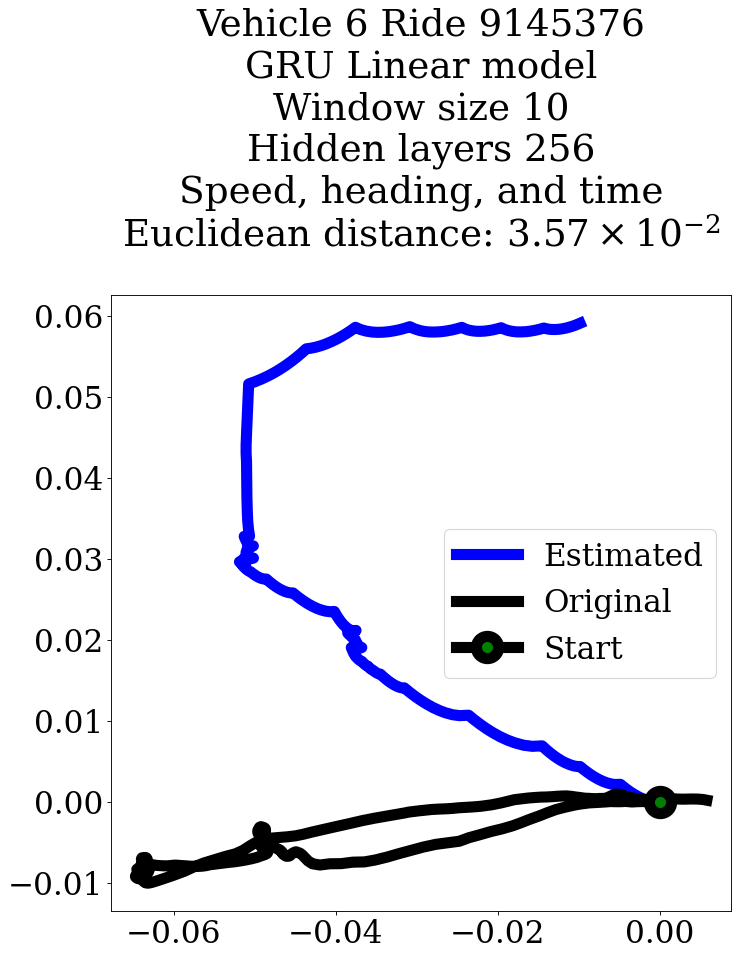 Vehicle 6 Ride 9145376
GRU Linear model
Window size 10
Hidden layers 256
Speed, heading, and time
Euclidean distance: 3.57 × 10⁻²
0.06
0.05
0.04
0.03
0.02
0.01
0.00
−0.01
Estimated
Original
Start
−0.06 −0.04 −0.02 0.00